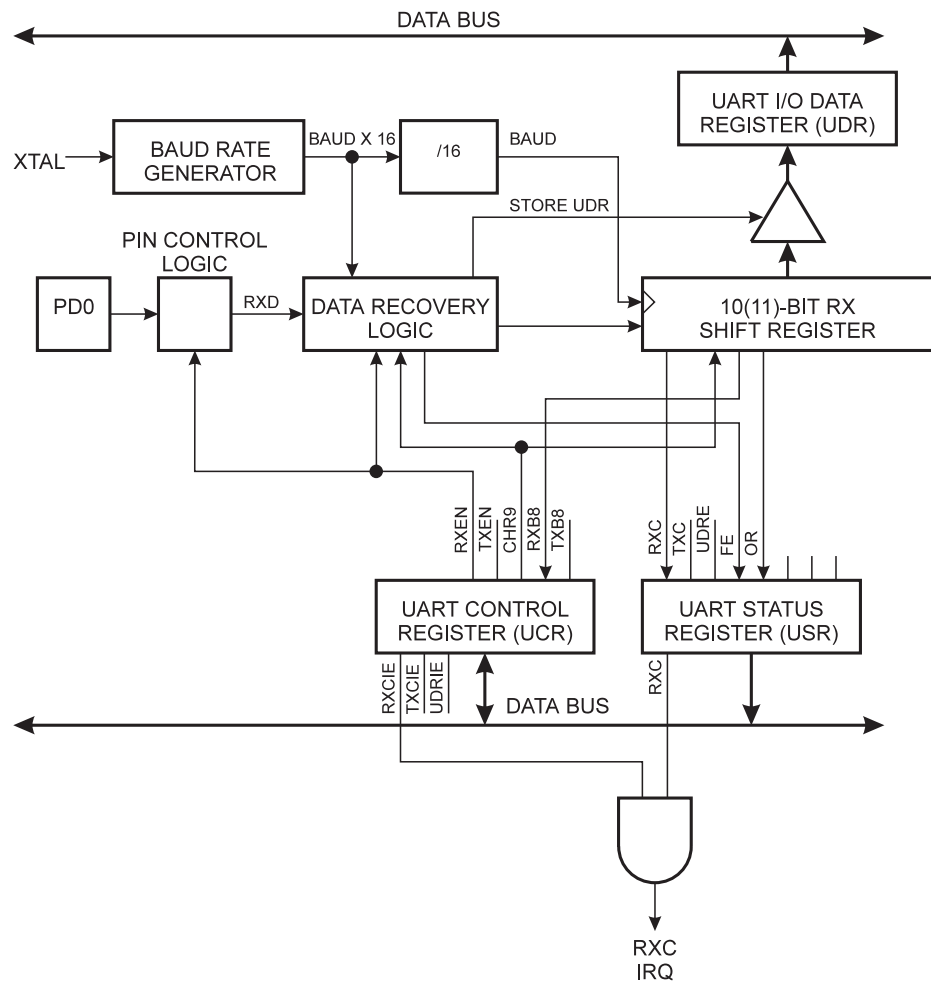 DATA BUS
UART I/O DATA
REGISTER (UDR)
XTAL
BAUD RATE
GENERATOR
BAUD X 16
/16
BAUD
STORE UDR
PIN CONTROL
LOGIC
PD0
RXD
DATA RECOVERY
LOGIC
10(11)-BIT RX
SHIFT REGISTER
RXEN
TXEN
CHR9
RXB8
TXB8
RXC
TXC
UDRE
FE
OR
UART CONTROL
REGISTER (UCR)
UART STATUS
REGISTER (USR)
RXCIE
TXCIE
UDRIE
RXC
DATA BUS
RXC
IRQ